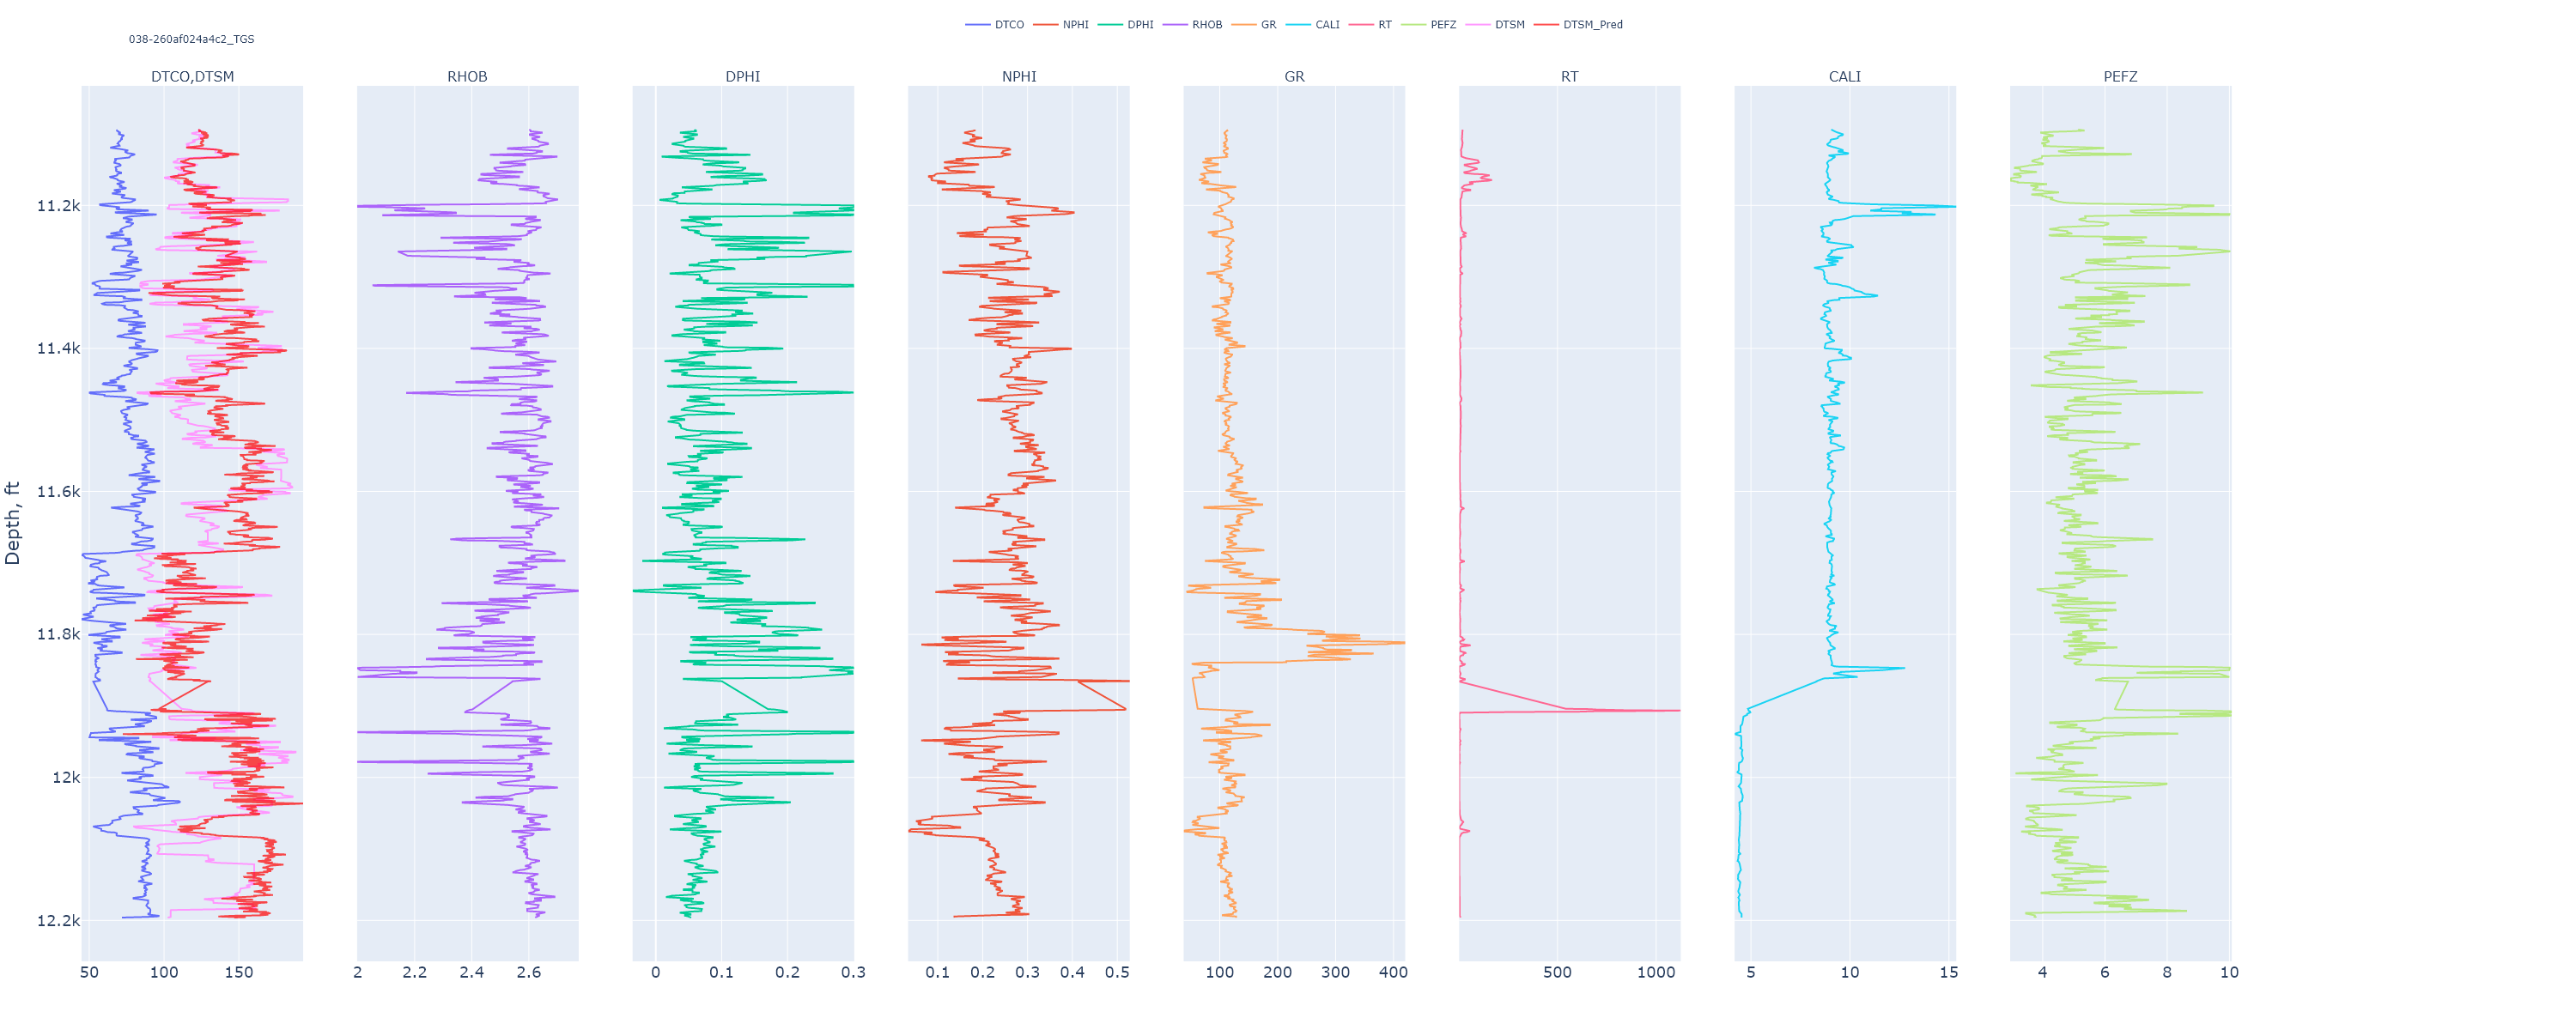 DTCO NPHI DPHI RHOB GR CALI RT PEFZ DTSM DTSM_Pred
038-260af024a4c2_TGS
DTCO,DTSM RHOB DPHI NPHI GR RT CALI PEFZ
Depth, ft
11.2k
11.4k
11.6k
11.8k
12k
12.2k
50 100 150 2 2.2 2.4 2.6 0 0.1 0.2 0.3 0.1 0.2 0.3 0.4 0.5 100 200 300 400 500 1000 5 10 15 4 6 8 10